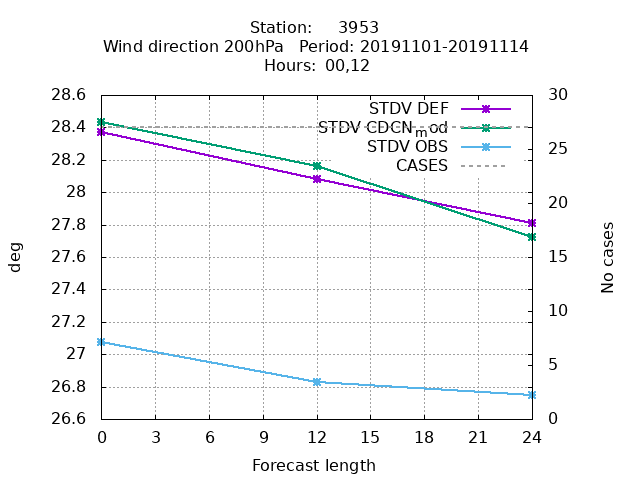 Station: 3953
Wind direction 200hPa Period: 20191101-20191114
Hours: 00,12
28.6
28.4
28.2
28
27.8
27.6
27.4
27.2
27
26.8
26.6
deg
STDV DEF
STDV CDCN_mod
STDV OBS
CASES
30
25
20
15
10
5
0
No cases
0 3 6 9 12 15 18 21 24
Forecast length